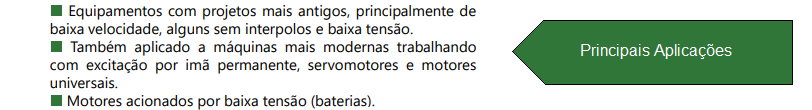 ■ Equipamentos com projetos mais antigos, principalmente de
baixa velocidade, alguns sem interpolos e baixa tensão.
■ Também aplicado a máquinas mais modernas trabalhando
com excitação por imã permanente, servomotores e motores
universais.
■ Motores acionados por baixa tensão (baterias).
Principais Aplicações